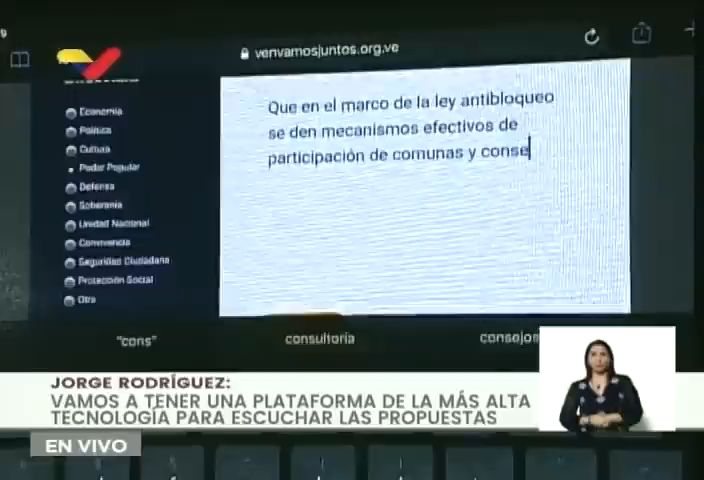 venvamosjuntos.org.ve
Economía
Política
Cultura
Poder Popular
Defensa
Soberanía
Unidad Nacional
Convivencia
Seguridad Ciudadana
Protección Social
Otra
Que en el marco de la ley antibloqueo
se den mecanismos efectivos de
participación de comunas y conse
"cons"
consultoría
consejos
JORGE RODRÍGUEZ:
VAMOS A TENER UNA PLATAFORMA DE LA MÁS ALTA
TECNOLOGÍA PARA ESCUCHAR LAS PROPUESTAS
EN VIVO